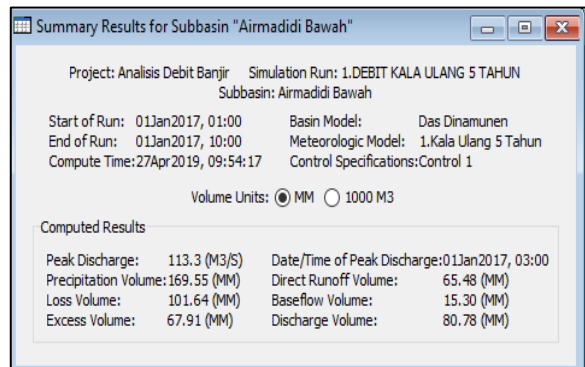 Summary Results for Subbasin "Airmadidi Bawah"
Project: Analisis Debit Banjir Simulation Run: 1.DEBIT KALA ULANG 5 TAHUN
Subbasin: Airmadidi Bawah
Start of Run: 01Jan2017, 01:00 Basin Model: Das Dinamunen
End of Run: 01Jan2017, 10:00 Meteorologic Model: 1.Kala Ulang 5 Tahun
Compute Time:27Apr2019, 09:54:17 Control Specifications:Control 1
Volume Units: MM 1000 M3
Computed Results
Peak Discharge: 113.3 (M3/S) Date/Time of Peak Discharge:01Jan2017, 03:00
Precipitation Volume:169.55 (MM) Direct Runoff Volume: 65.48 (MM)
Loss Volume: 101.64 (MM) Baseflow Volume: 15.30 (MM)
Excess Volume: 67.91 (MM) Discharge Volume: 80.78 (MM)